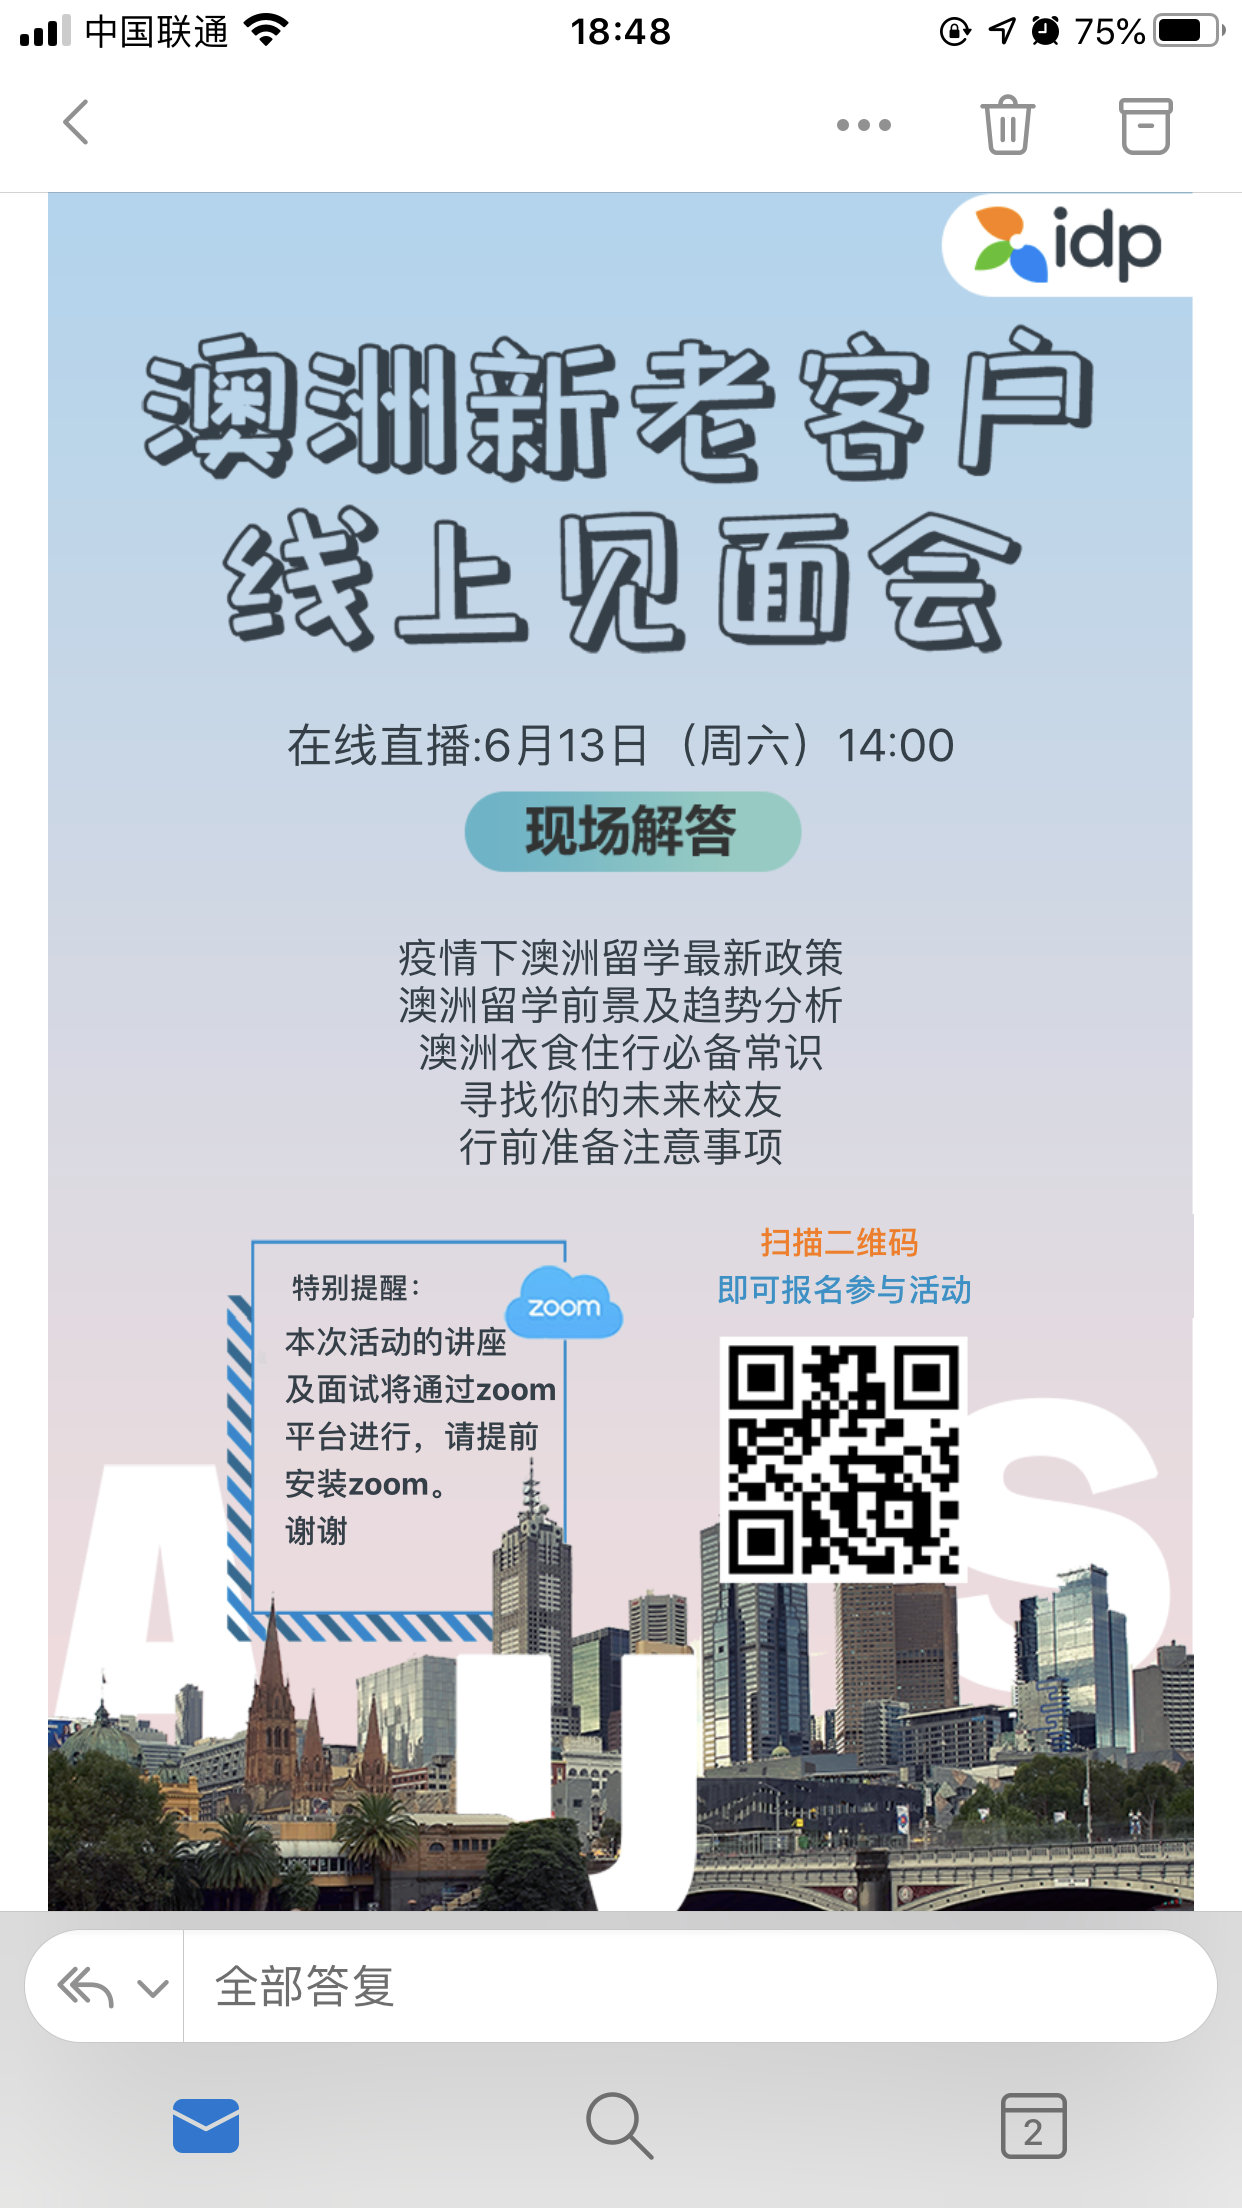 中国联通
18:48
75%
idp
澳洲新老客户
线上见面会
在线直播:6月13日（周六）14:00
现场解答
疫情下澳洲留学最新政策
澳洲留学前景及趋势分析
澳洲衣食住行必备常识
寻找你的未来校友
行前准备注意事项
特别提醒：
zoom
本次活动的讲座
及面试将通过zoom
平台进行，请提前
安装zoom。
谢谢
扫描二维码
即可报名参与活动
AUS
全部答复
2